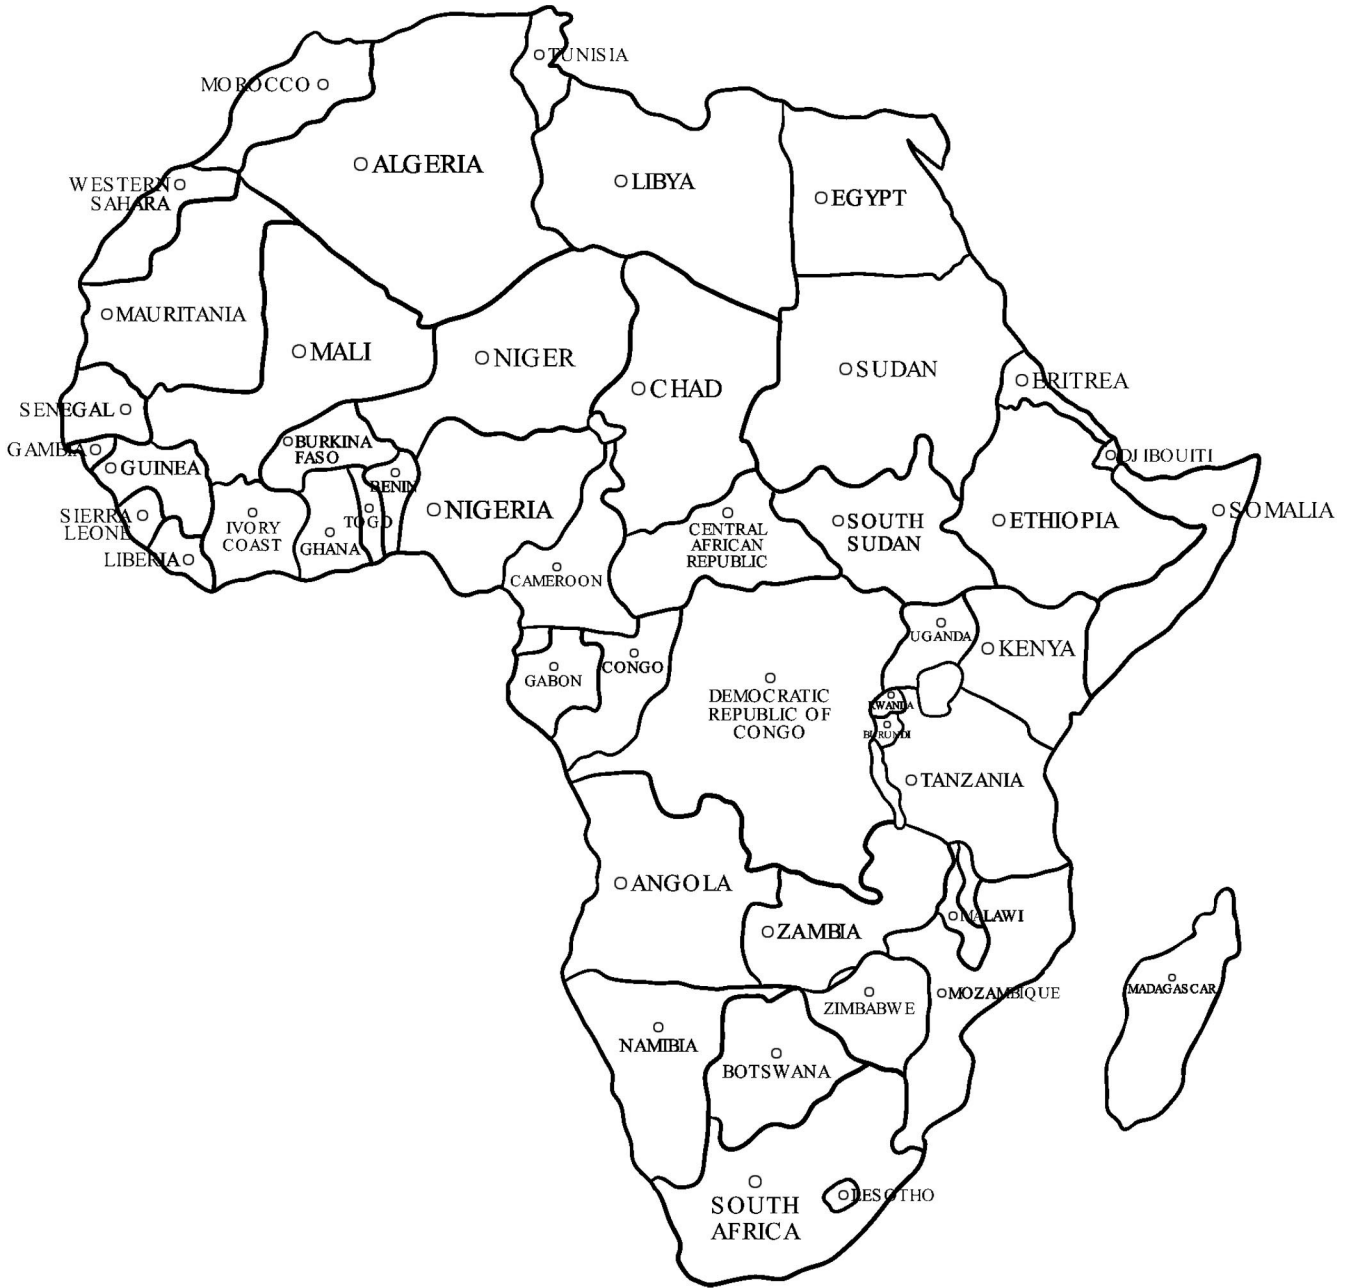 TUNISIA
MOROCCO
ALGERIA
LIBYA
WESTERN
SAHARA
EGYPT
MAURITANIA
MALI
NIGER
CHAD
SUDAN
ERITREA
SENEGAL
GAMBIA
BURKINA
FASO
DJIBOUITI
GUINEA
BENIN
NIGERIA
SIERRA
LEONE
IVORY
COAST
TOGO
GHANA
LIBERIA
CENTRAL
AFRICAN
REPUBLIC
SOUTH
SUDAN
ETHIOPIA
SOMALIA
CAMEROON
UGANDA
KENYA
GABON
CONGO
DEMOCRATIC
REPUBLIC OF
CONGO
RWANDA
BURUNDI
TANZANIA
ANGOLA
ZAMBIA
MALAWI
MOZAMBIQUE
MADAGASCAR
ZIMBABWE
NAMIBIA
BOTSWANA
SOUTH
AFRICA
LESOTHO